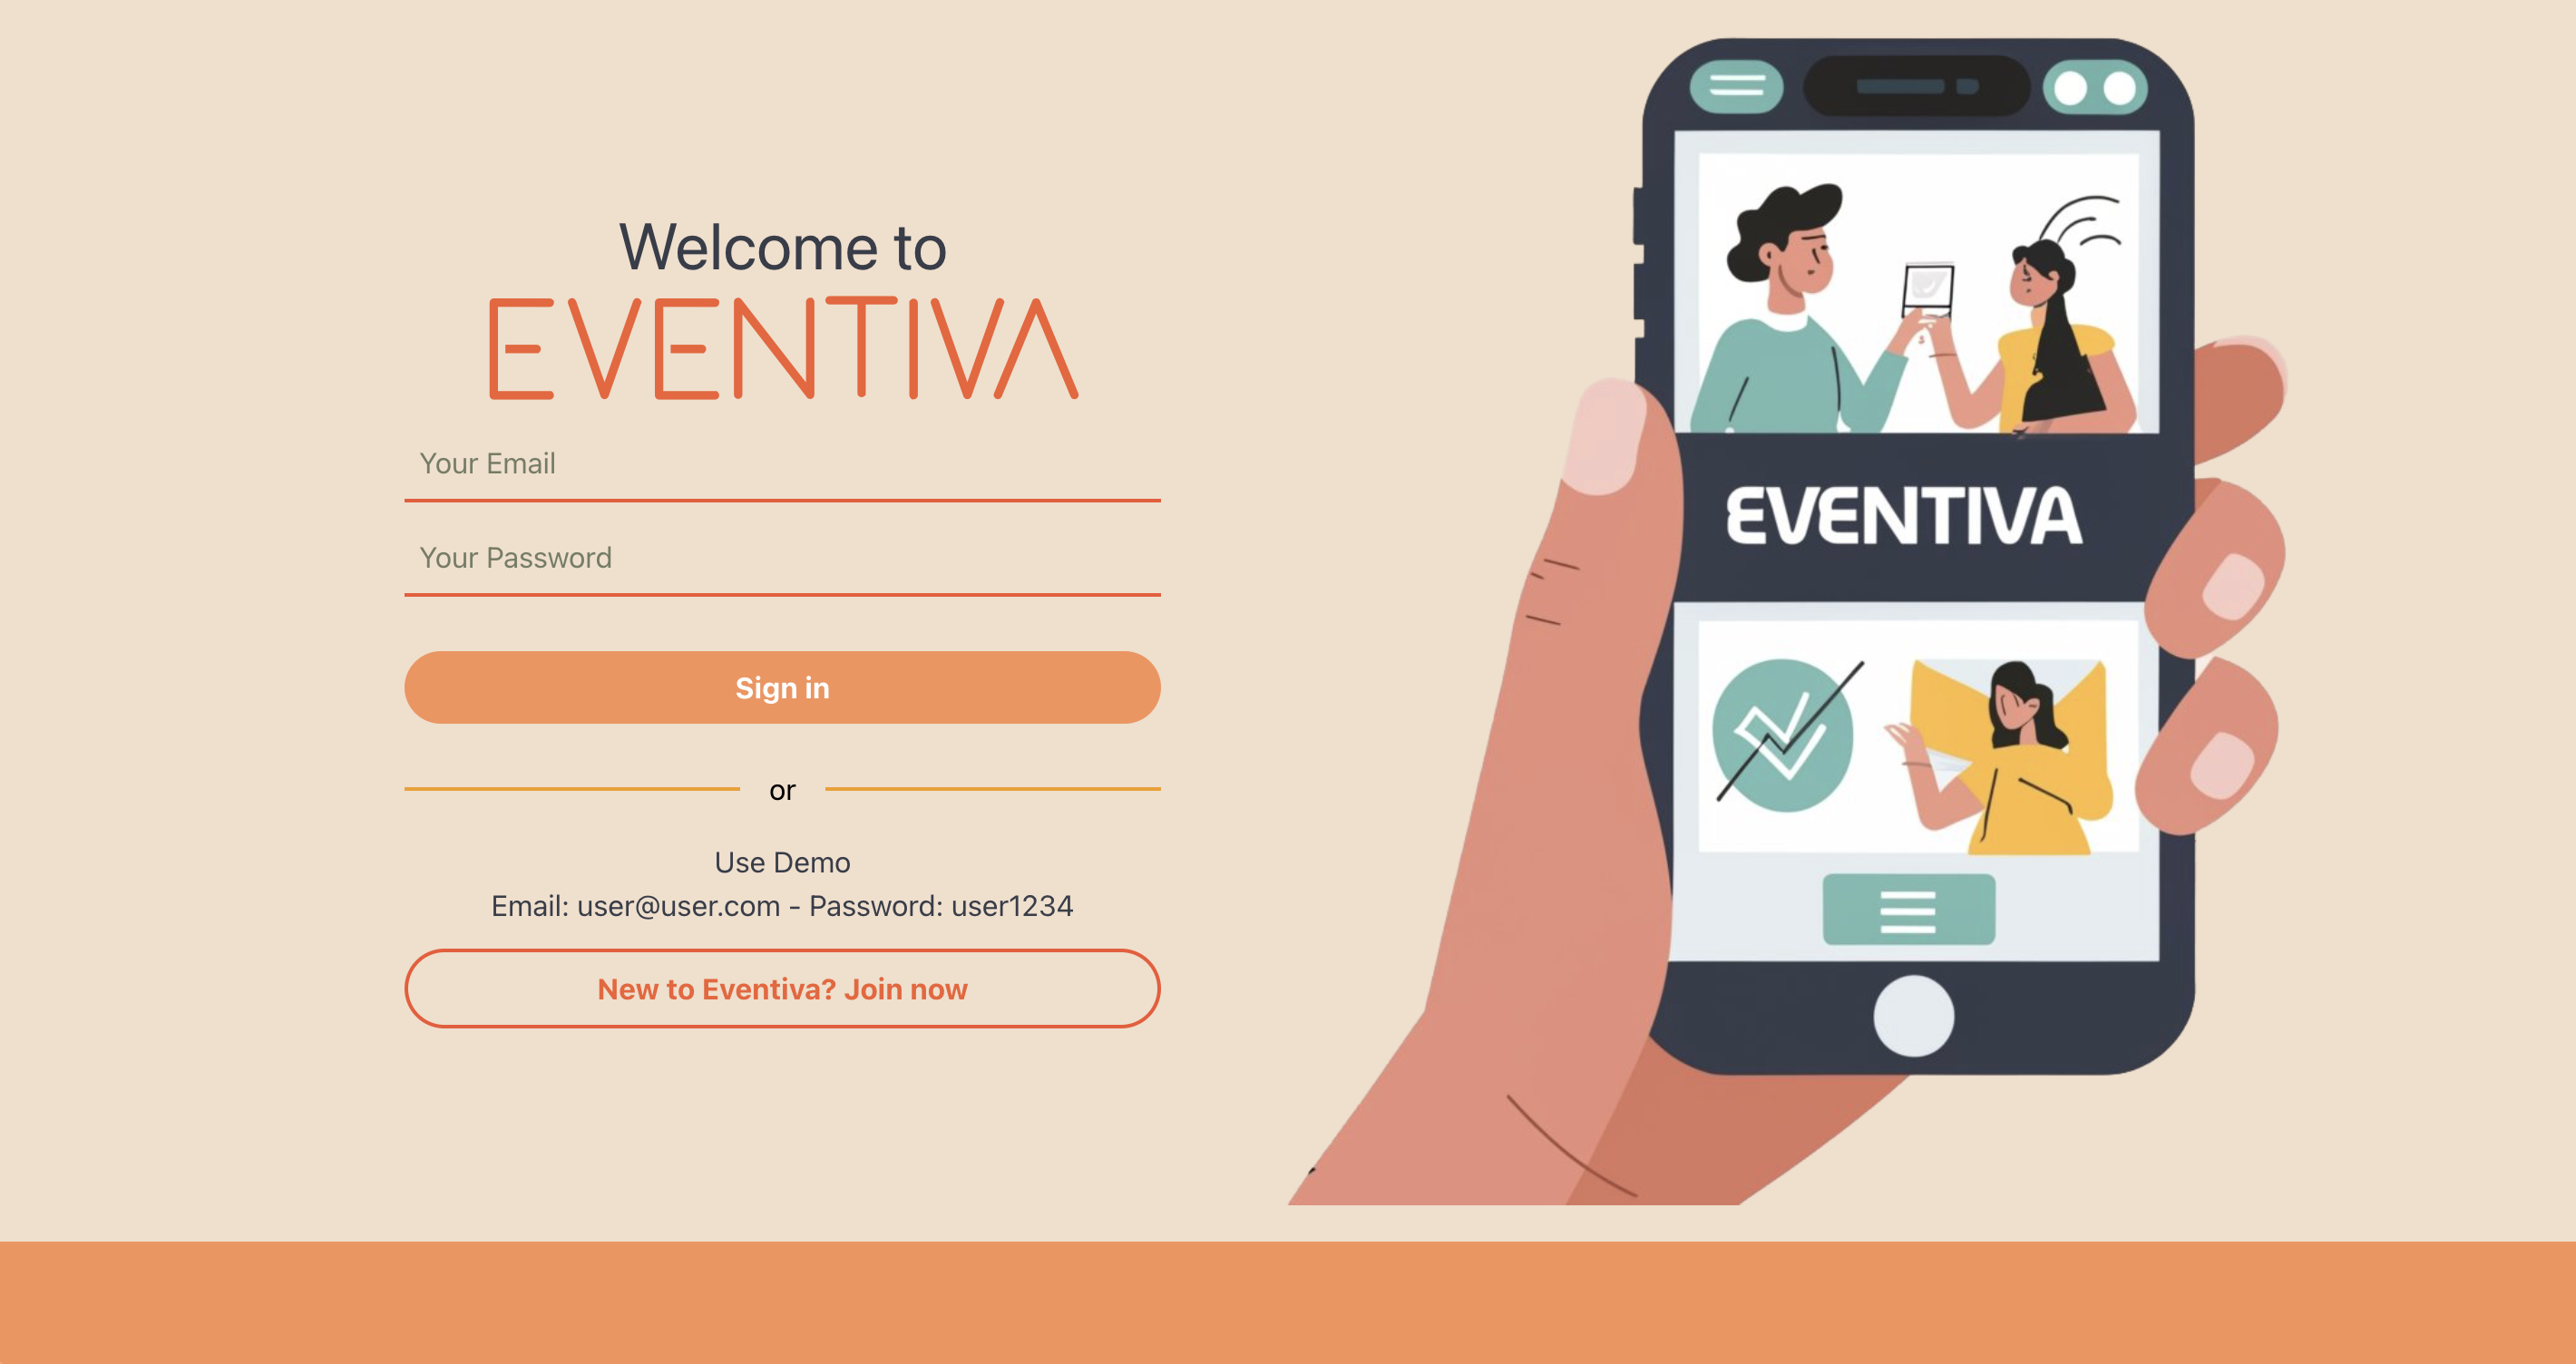 Welcome to
EVENTIVA
Your Email
Your Password
Sign in
or
Use Demo
Email: user@user.com - Password: user1234
New to Eventiva? Join now
EVENTIVA